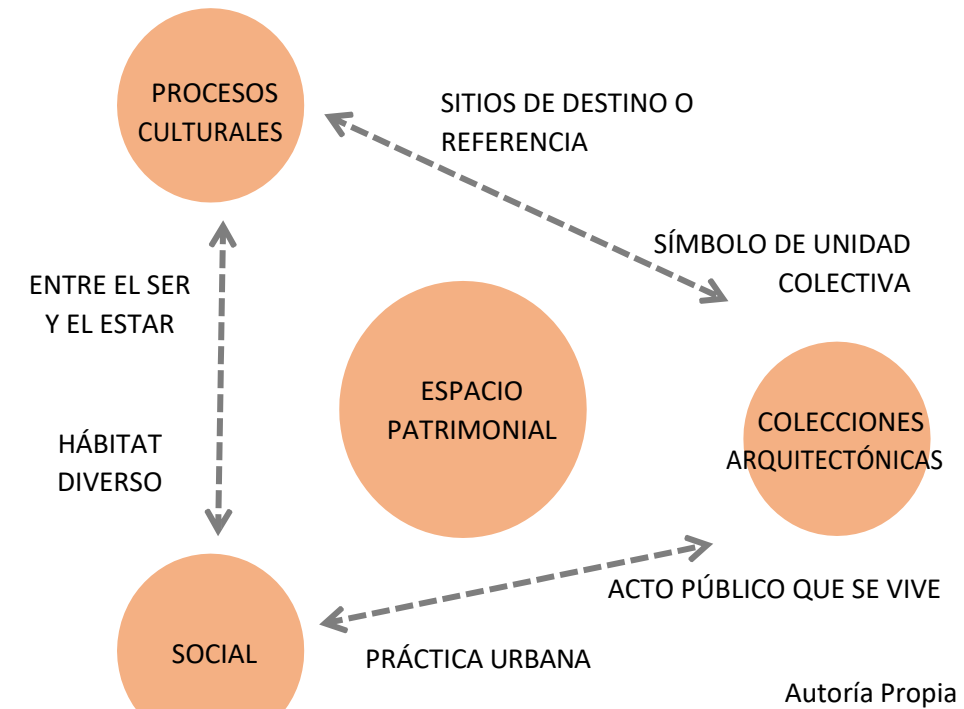 PROCESOS
CULTURALES
SITIOS DE DESTINO O
REFERENCIA
SÍMBOLO DE UNIDAD
COLECTIVA
ENTRE EL SER
Y EL ESTAR
ESPACIO
PATRIMONIAL
COLECCIONES
ARQUITECTÓNICAS
HÁBITAT
DIVERSO
ACTO PÚBLICO QUE SE VIVE
SOCIAL
PRÁCTICA URBANA
Autoría Propia